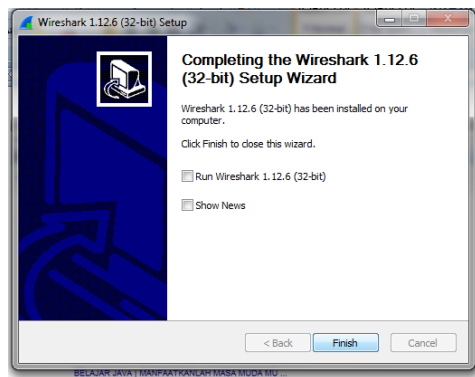 Wireshark 1.12.6 (32-bit) Setup
Completing the Wireshark 1.12.6
(32-bit) Setup Wizard
Wireshark 1.12.6 (32-bit) has been installed on your
computer.
Click Finish to close this wizard.
Run Wireshark 1.12.6 (32-bit)
Show News
< Back
Finish
Cancel
BELAJAR JAVA | MANFAATKANLAH MASA MUDA MU ...